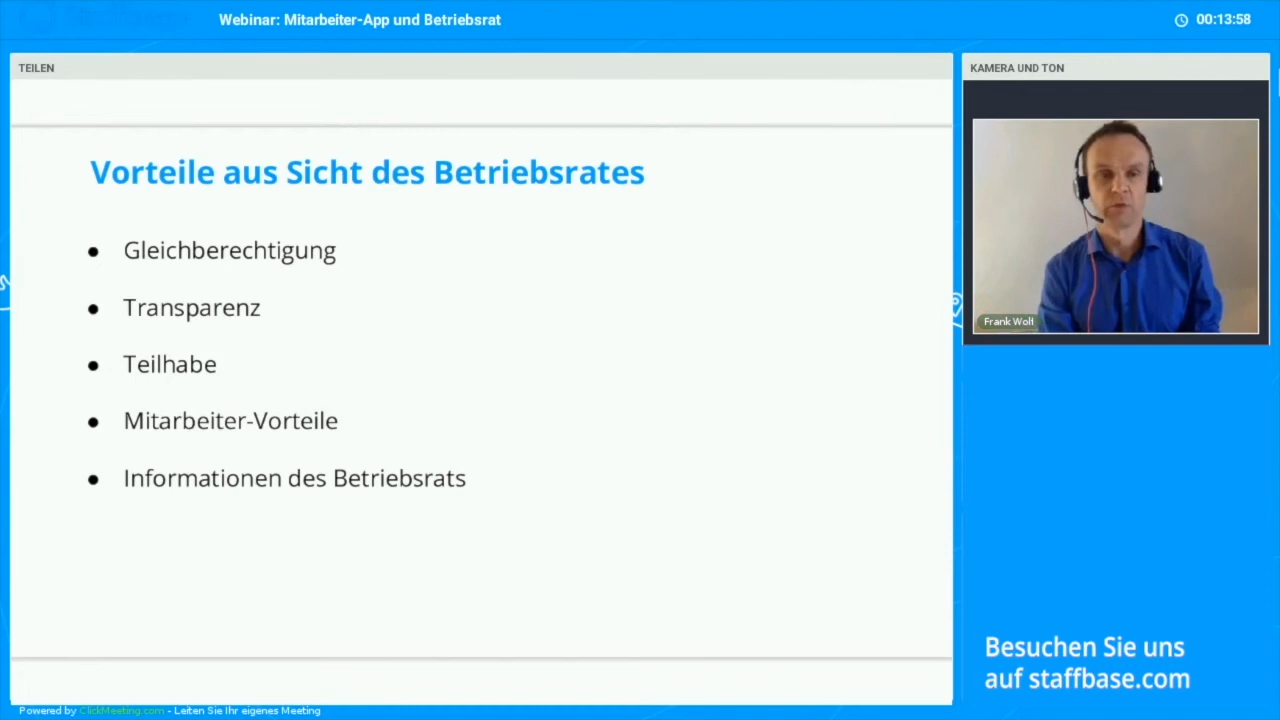 Webinar: Mitarbeiter-App und Betriebsrat
00:13:58
TEILEN
KAMERA UND TON
Vorteile aus Sicht des Betriebsrates
● Gleichberechtigung
● Transparenz
● Teilhabe
● Mitarbeiter-Vorteile
● Informationen des Betriebsrats
Frank Wolf
Besuchen Sie uns
auf staffbase.com
Powered by ClickMeeting.com - Leiten Sie Ihr eigenes Meeting